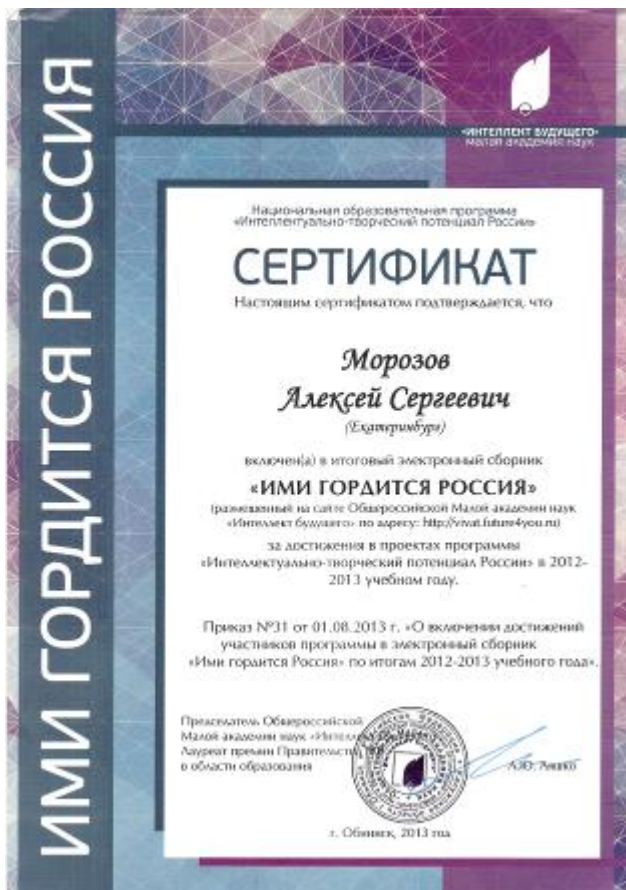 ИМИ ГОРДИТСЯ РОССИЯ
«ИНТЕЛЛЕКТ БУДУЩЕГО»
малая академия наук
Национальная образовательная программа
«Интеллектуально-творческий потенциал России»
СЕРТИФИКАТ
Настоящим сертификатом подтверждается, что
Морозов
Алексей Сергеевич
(Екатеринбург)
включен(а) в итоговый электронный сборник
«ИМИ ГОРДИТСЯ РОССИЯ»
(размещенный на сайте Общероссийской Малой академии наук
«Интеллект будущего» по адресу: http://vivat.future4you.ru)
за достижения в проектах программы
«Интеллектуально-творческий потенциал России» в 2012-
2013 учебном году.
Приказ №31 от 01.08.2013 г. «О включении достижений
участников программы в электронный сборник
«Ими гордится Россия» по итогам 2012-2013 учебного года».
Председатель Общероссийской
Малой академии наук «Интеллект
Лауреат премии Правительства
в области образования
А.Ю. Ляшко
г. Обнинск, 2013 год